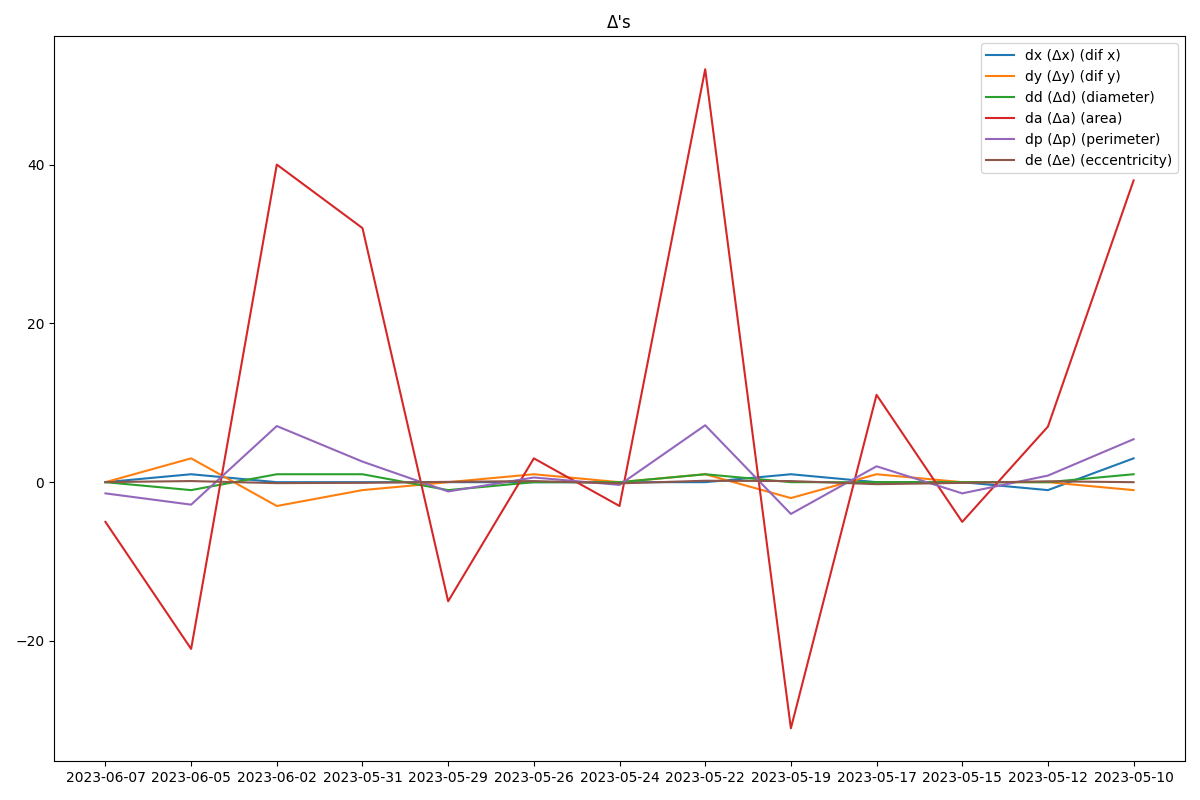 Δ's
dx (Δx) (dif x)
dy (Δy) (dif y)
dd (Δd) (diameter)
da (Δa) (area)
dp (Δp) (perimeter)
de (Δe) (eccentricity)
40
20
0
−20
2023-06-07 2023-06-05 2023-06-02 2023-05-31 2023-05-29 2023-05-26 2023-05-24 2023-05-22 2023-05-19 2023-05-17 2023-05-15 2023-05-12 2023-05-10